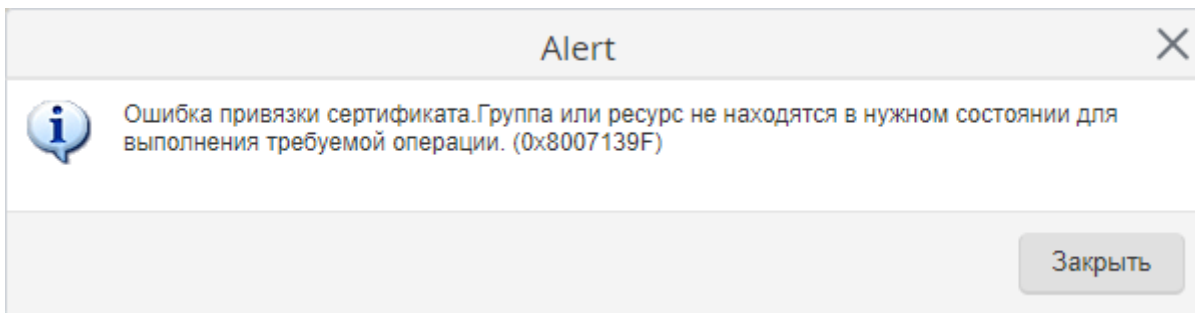 Alert
Ошибка привязки сертификата.Группа или ресурс не находятся в нужном состоянии для
выполнения требуемой операции. (0x8007139F)
Закрыть